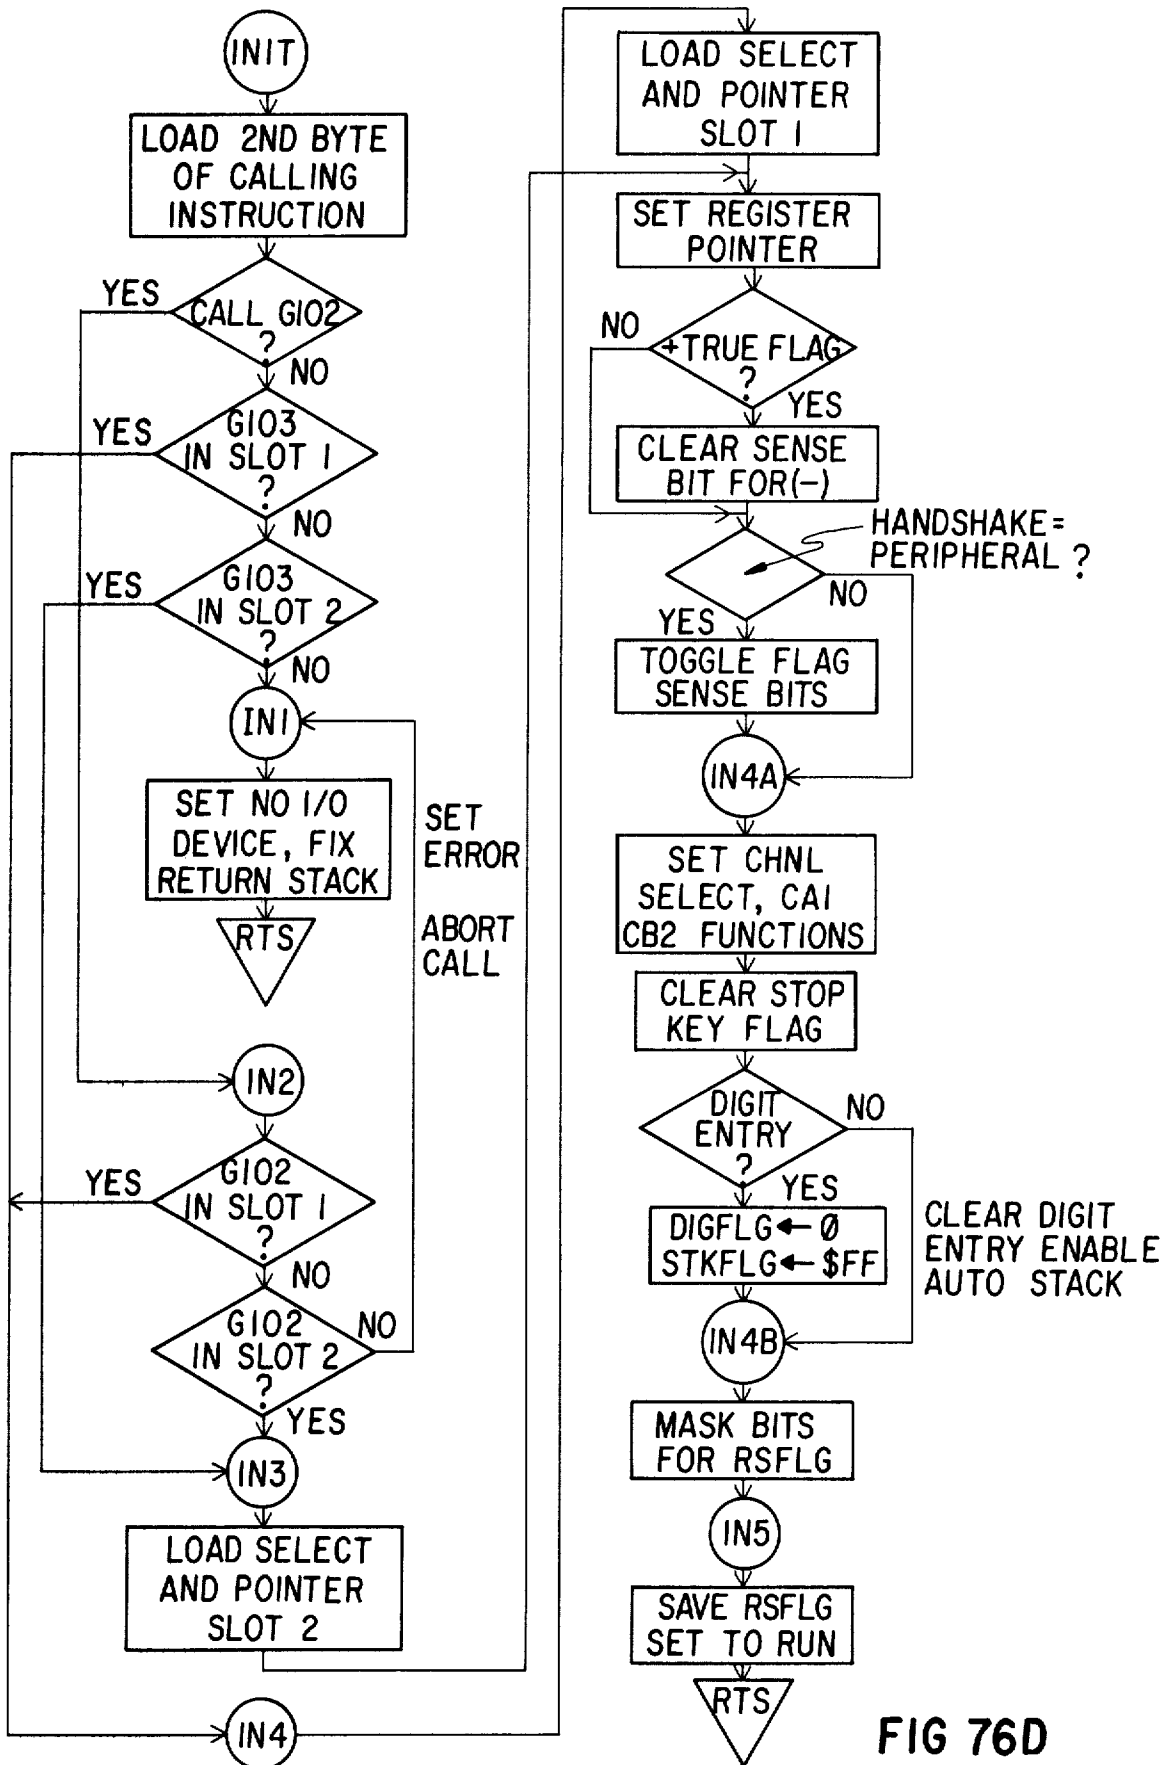 INIT
LOAD 2ND BYTE
OF CALLING
INSTRUCTION
YES
CALL GIO2
?
NO
YES
GIO3
IN SLOT 1
?
NO
YES
GIO3
IN SLOT 2
?
NO
IN1
SET NO I/O
DEVICE, FIX
RETURN STACK
RTS
SET
ERROR
ABORT
CALL
IN2
YES
GIO2
IN SLOT 1
?
NO
GIO2
IN SLOT 2
?
NO
YES
IN3
LOAD SELECT
AND POINTER
SLOT 2
IN4
LOAD SELECT
AND POINTER
SLOT 1
SET REGISTER
POINTER
NO
+TRUE FLAG
?
YES
CLEAR SENSE
BIT FOR(-)
HANDSHAKE=
PERIPHERAL ?
NO
YES
TOGGLE FLAG
SENSE BITS
IN4A
SET CHNL
SELECT, CA1
CB2 FUNCTIONS
CLEAR STOP
KEY FLAG
DIGIT
ENTRY
?
NO
YES
DIGFLG←Ø
STKFLG←$FF
CLEAR DIGIT
ENTRY ENABLE
AUTO STACK
IN4B
MASK BITS
FOR RSFLG
IN5
SAVE RSFLG
SET TO RUN
RTS
FIG 76D